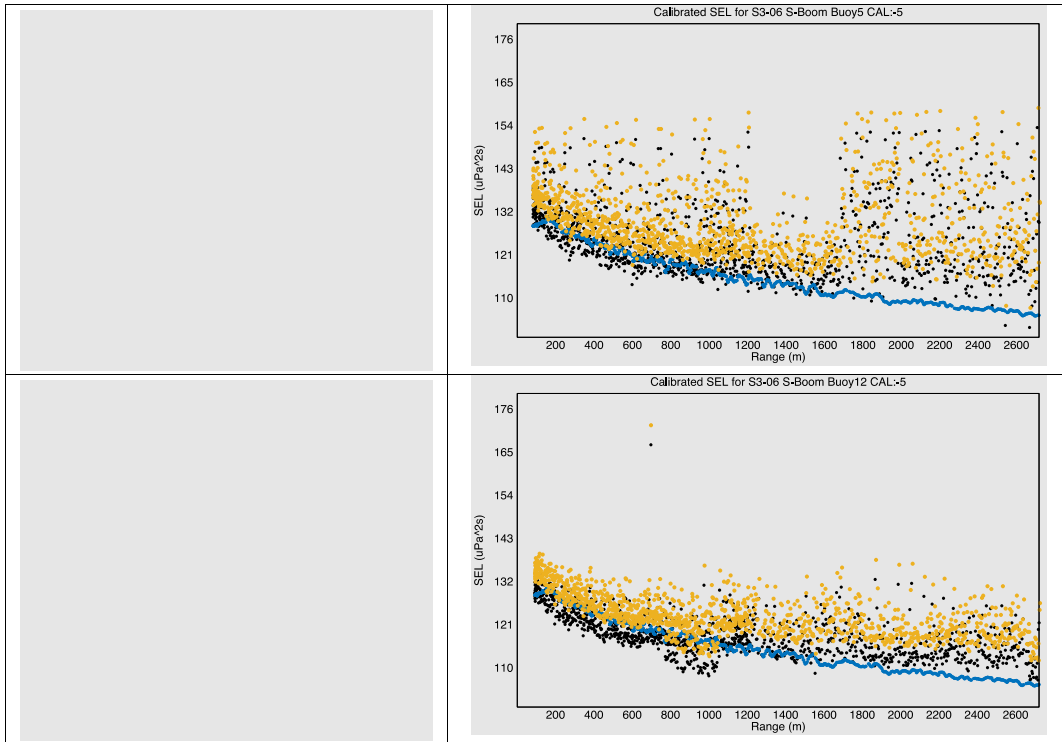 Calibrated SEL for S3-06 S-Boom Buoy5 CAL:-5
176
165
154
143
132
121
110
SEL (uPa^2s)
200 400 600 800 1000 1200 1400 1600 1800 2000 2200 2400 2600
Range (m)
Calibrated SEL for S3-06 S-Boom Buoy12 CAL:-5
176
165
154
143
132
121
110
SEL (uPa^2s)
200 400 600 800 1000 1200 1400 1600 1800 2000 2200 2400 2600
Range (m)